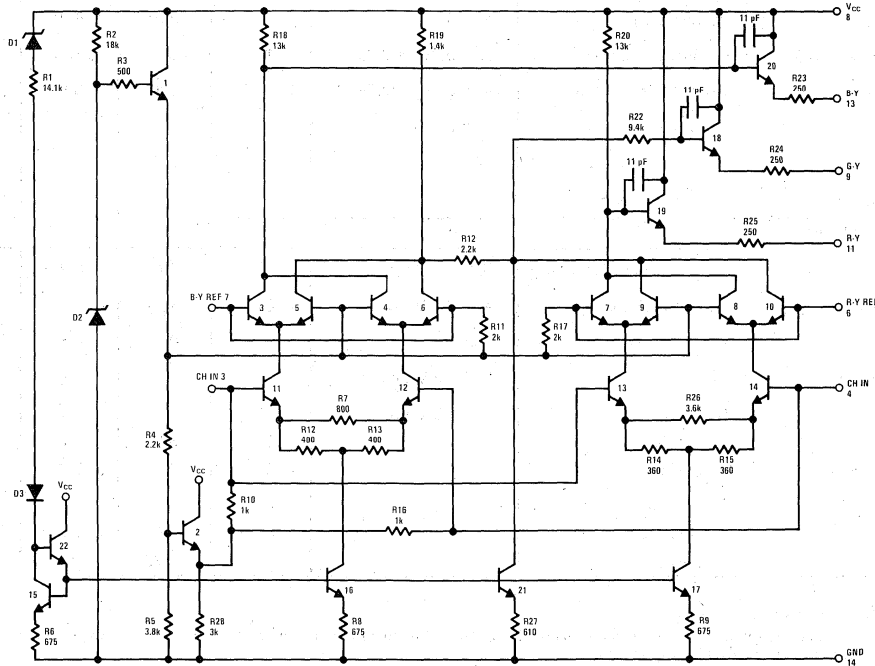 VCC
8
11 pF
D1
R2
18k
R18
13k
R19
1.4k
R20
13k
R3
500
1
20
R1
14.1k
R23
250
B-Y
13
11 pF
R22
9.4k
18
R24
250
G-Y
9
11 pF
19
R25
250
R-Y
11
R12
2.2k
B-Y REF 7
3
5
4
6
7
9
8
10
R-Y REF
6
D2
R11
2k
R17
2k
CH IN 3
11
12
13
14
CH IN
4
R7
800
R26
3.6k
R12
400
R13
400
R14
360
R15
360
R4
2.2k
VCC
VCC
D3
R10
1k
R16
1k
2
22
15
16
21
17
R6
675
R5
3.8k
R28
3k
R8
675
R27
610
R9
675
GND
14